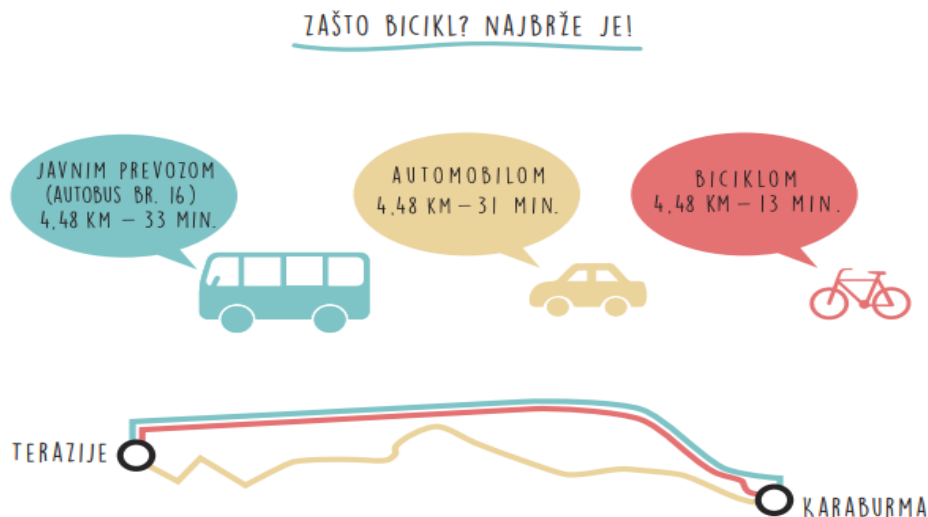 ZAŠTO BICIKL? NAJBRŽE JE!
JAVNIM PREVOZOM
(AUTOBUS BR. 16)
4,48 KM – 33 MIN.
AUTOMOBILOM
4,48 KM – 31 MIN.
BICIKLOM
4,48 KM – 13 MIN.
TERAZIJE
KARABURMA